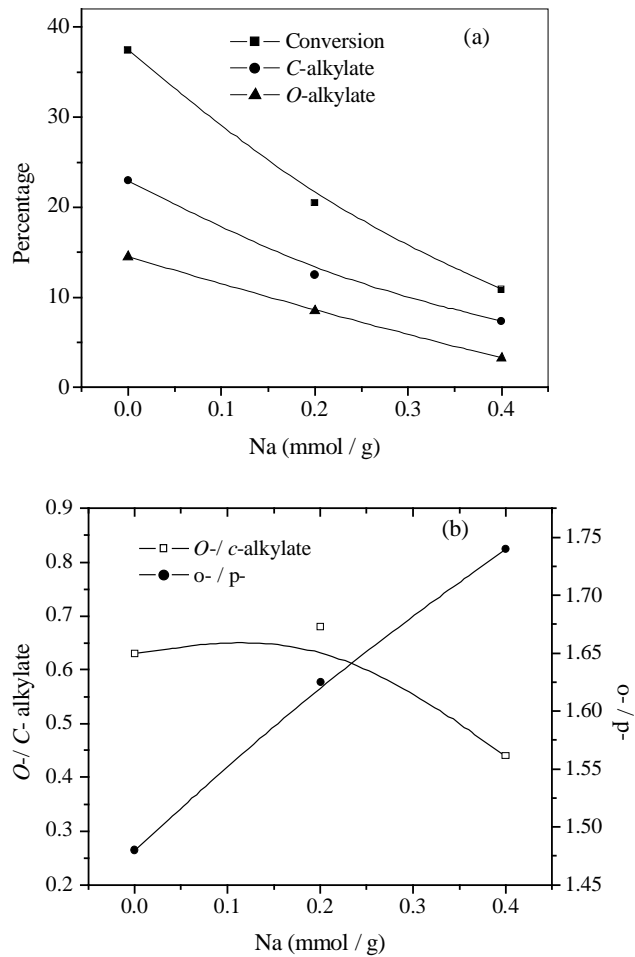 (a)
Conversion
C-alkylate
O-alkylate
40
30
20
10
0
Percentage
0.0 0.1 0.2 0.3 0.4
Na (mmol / g)
(b)
O-/ c-alkylate
o- / p-
0.9
0.8
0.7
0.6
0.5
0.4
0.3
0.2
O-/ C- alkylate
1.75
1.70
1.65
1.60
1.55
1.50
1.45
o- / p-
0.0 0.1 0.2 0.3 0.4
Na (mmol / g)